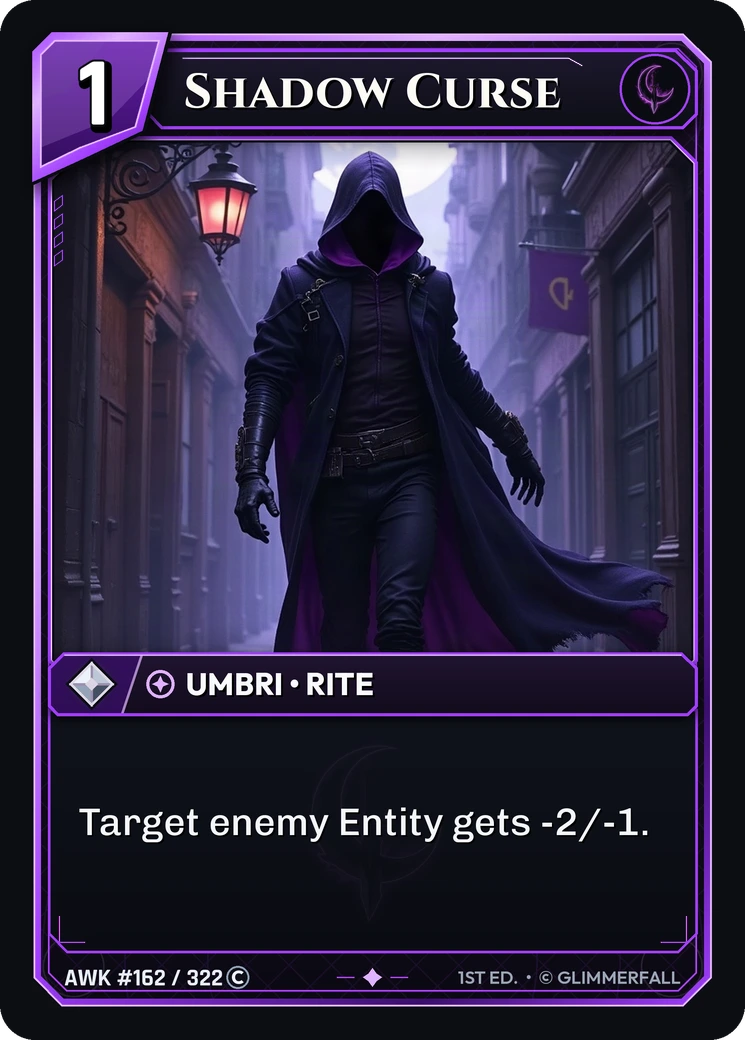 1
SHADOW CURSE
UMBRI • RITE
Target enemy Entity gets -2/-1.
AWK #162 / 322 Ⓒ
1ST ED. • © GLIMMERFALL